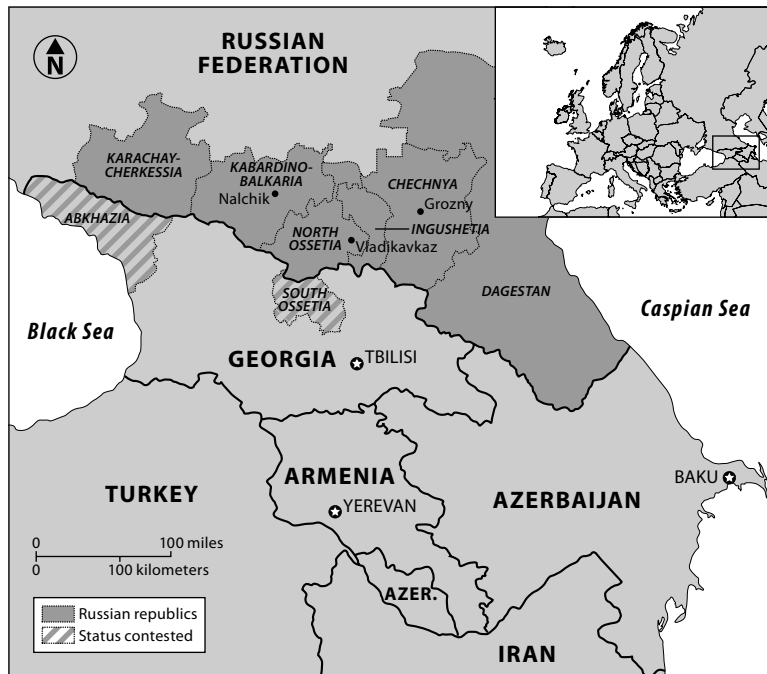 N
RUSSIAN
FEDERATION
KARACHAY-
CHERKESSIA
KABARDINO-
BALKARIA
Nalchik
CHECHNYA
Grozny
ABKHAZIA
NORTH
OSSETIA
INGUSHETIA
Vladikavkaz
SOUTH
OSSETIA
DAGESTAN
Black Sea
Caspian Sea
GEORGIA
TBILISI
ARMENIA
YEREVAN
TURKEY
AZERBAIJAN
BAKU
0 100 miles
0 100 kilometers
AZER.
Russian republics
Status contested
IRAN